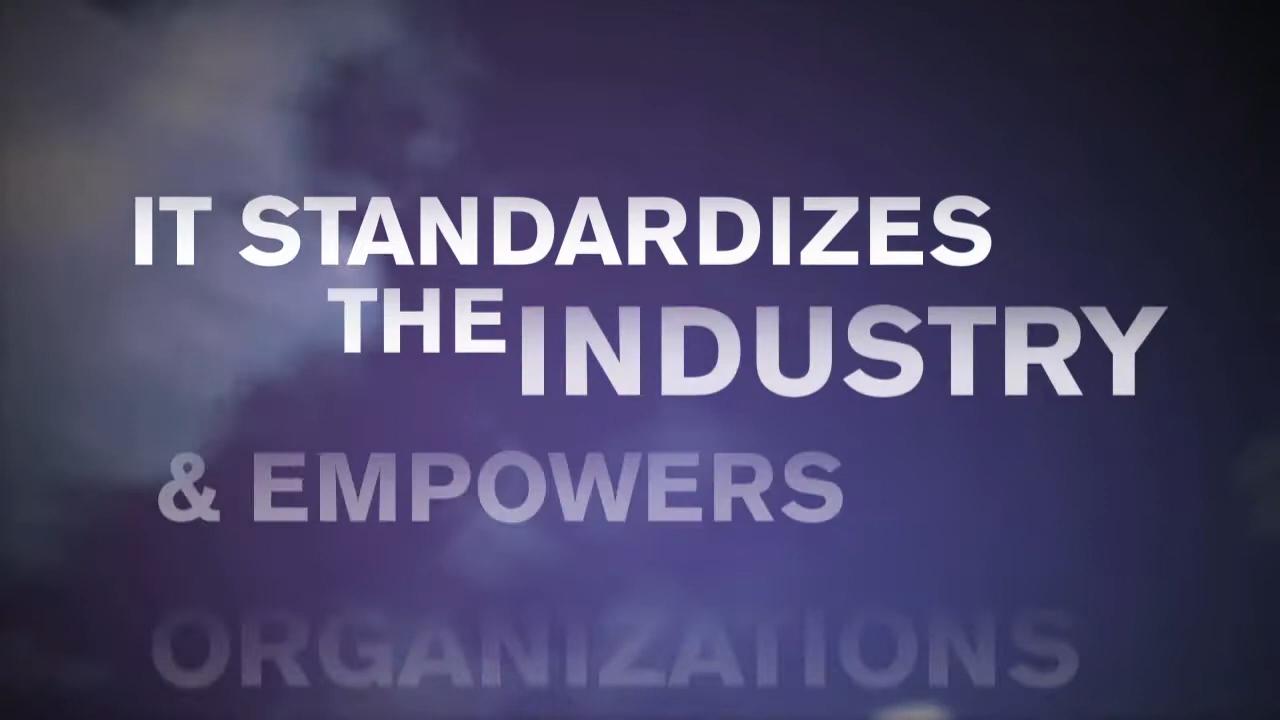 IT STANDARDIZES
THE INDUSTRY
& EMPOWERS
ORGANIZATIONS